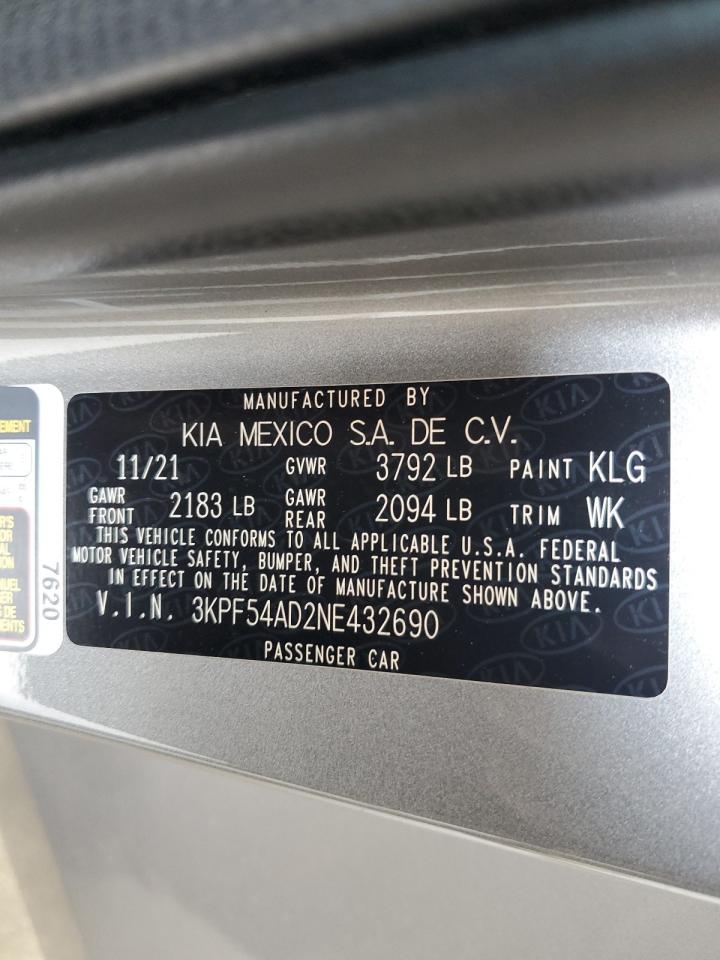 MANUFACTURED BY
KIA MEXICO S.A. DE C.V.
11/21 GVWR 3792 LB PAINT KLG
GAWR FRONT 2183 LB GAWR REAR 2094 LB TRIM WK
THIS VEHICLE CONFORMS TO ALL APPLICABLE U.S.A. FEDERAL
MOTOR VEHICLE SAFETY, BUMPER, AND THEFT PREVENTION STANDARDS
IN EFFECT ON THE DATE OF MANUFACTURE SHOWN ABOVE.
V.I.N. 3KPF54AD2NE432690
PASSENGER CAR
7620